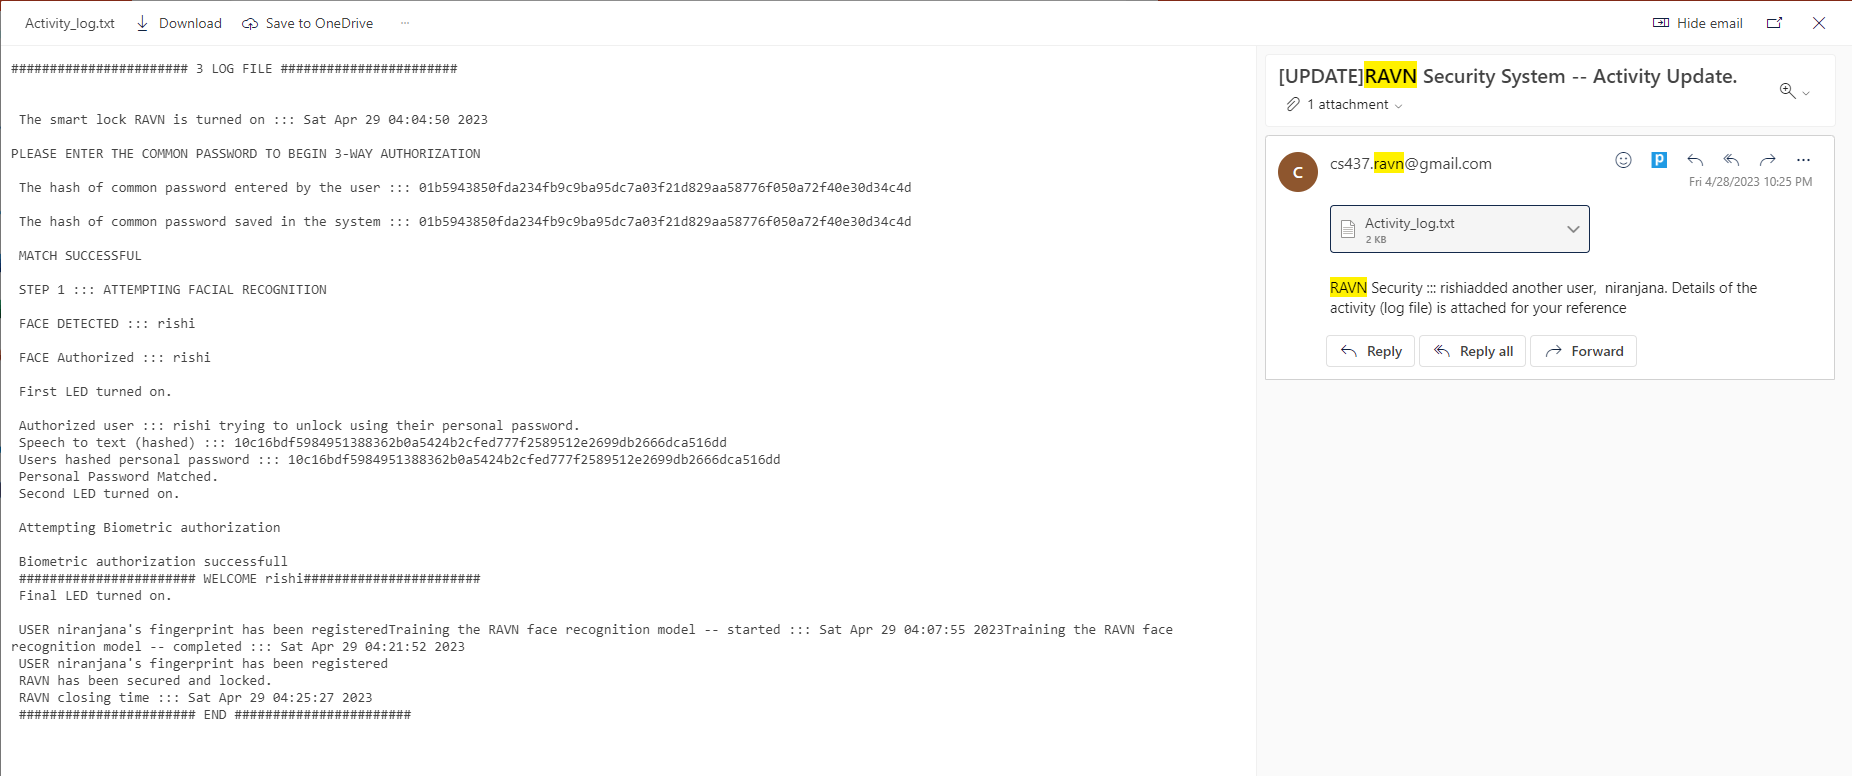 Activity_log.txt Download Save to OneDrive ...
Hide email
####################### 3 LOG FILE #######################
The smart lock RAVN is turned on ::: Sat Apr 29 04:04:50 2023
PLEASE ENTER THE COMMON PASSWORD TO BEGIN 3-WAY AUTHORIZATION
The hash of common password entered by the user ::: 01b5943850fda234fb9c9ba95dc7a03f21d829aa58776f050a72f40e30d34c4d
The hash of common password saved in the system ::: 01b5943850fda234fb9c9ba95dc7a03f21d829aa58776f050a72f40e30d34c4d
MATCH SUCCESSFUL
STEP 1 ::: ATTEMPTING FACIAL RECOGNITION
FACE DETECTED ::: rishi
FACE Authorized ::: rishi
First LED turned on.
Authorized user ::: rishi trying to unlock using their personal password.
Speech to text (hashed) ::: 10c16bdf5984951388362b0a5424b2cfed777f2589512e2699db2666dca516dd
Users hashed personal password ::: 10c16bdf5984951388362b0a5424b2cfed777f2589512e2699db2666dca516dd
Personal Password Matched.
Second LED turned on.
Attempting Biometric authorization
Biometric authorization successfull
####################### WELCOME rishi#######################
Final LED turned on.
USER niranjana's fingerprint has been registeredTraining the RAVN face recognition model -- started ::: Sat Apr 29 04:07:55 2023Training the RAVN face
recognition model -- completed ::: Sat Apr 29 04:21:52 2023
USER niranjana's fingerprint has been registered
RAVN has been secured and locked.
RAVN closing time ::: Sat Apr 29 04:25:27 2023
####################### END #######################
[UPDATE]RAVN Security System -- Activity Update.
1 attachment
C
cs437.ravn@gmail.com
p
Fri 4/28/2023 10:25 PM
Activity_log.txt
2 KB
RAVN Security ::: rishiadded another user,  niranjana. Details of the
activity (log file) is attached for your reference
Reply Reply all Forward